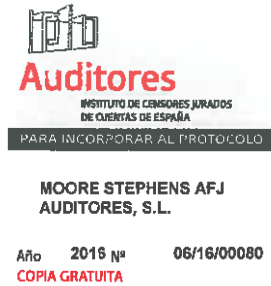 Auditores
INSTITUTO DE CENSORES JURADOS
DE CUENTAS DE ESPAÑA
PARA INCORPORAR AL PROTOCOLO
MOORE STEPHENS AFJ
AUDITORES, S.L.
Año 2016 Nº 06/16/00080
COPIA GRATUITA